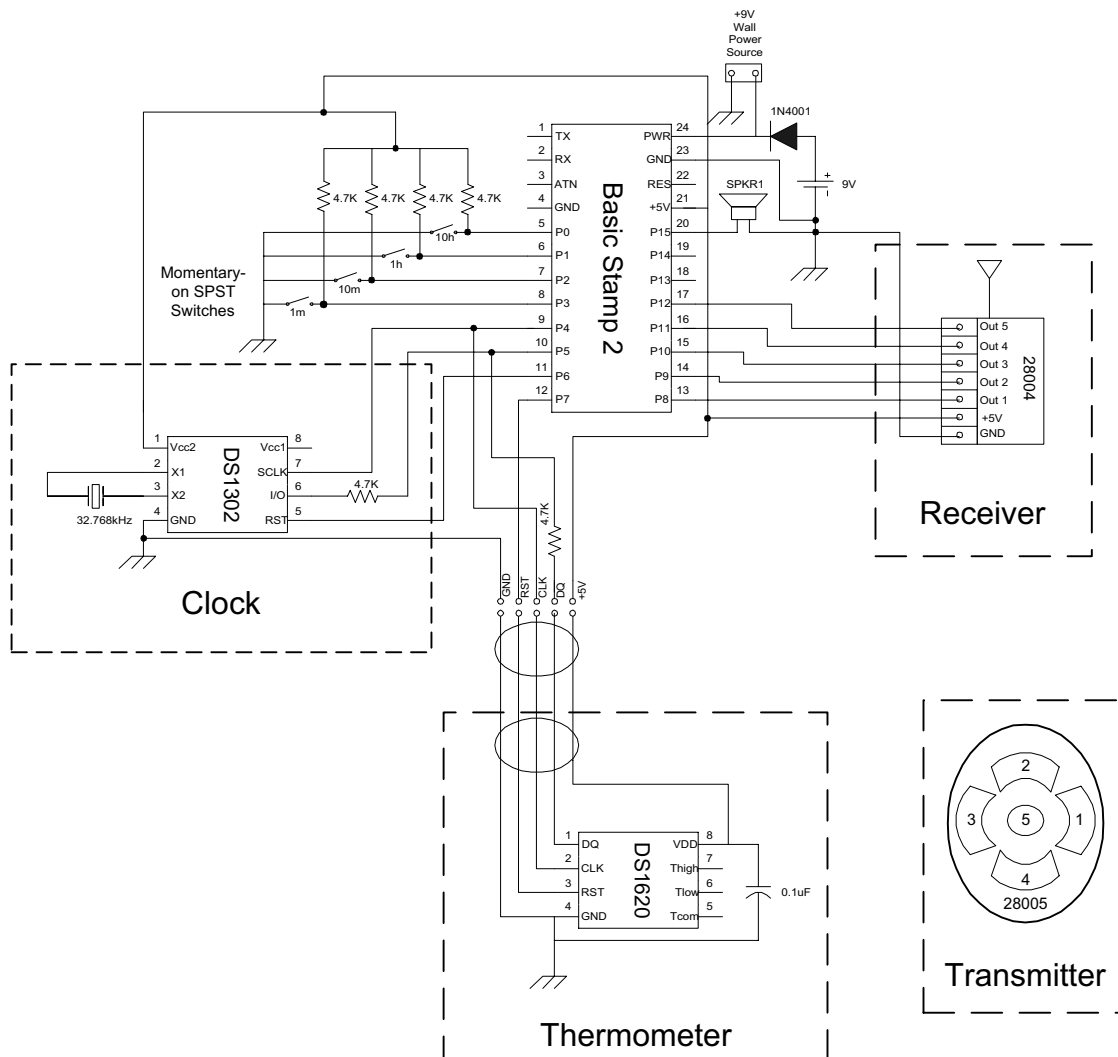 +9V
Wall
Power
Source
1N4001
9V
+
SPKR1
4.7K
4.7K
4.7K
4.7K
10h
1h
10m
1m
Momentary-
on SPST
Switches
Basic Stamp 2
1 TX
2 RX
3 ATN
4 GND
5 P0
6 P1
7 P2
8 P3
9 P4
10 P5
11 P6
12 P7
PWR 24
GND 23
RES 22
+5V 21
P15 20
P14 19
P13 18
P12 17
P11 16
P10 15
P9 14
P8 13
Out 5
Out 4
Out 3
Out 2
Out 1
+5V
GND
28004
Receiver
DS1302
1 Vcc2
2 X1
3 X2
4 GND
Vcc1 8
SCLK 7
I/O 6
RST 5
4.7K
32.768kHz
Clock
4.7K
GND
RST
CLK
DQ
+5V
DS1620
1 DQ
2 CLK
3 RST
4 GND
VDD 8
Thigh 7
Tlow 6
Tcom 5
0.1uF
Thermometer
2
3
5
1
4
28005
Transmitter